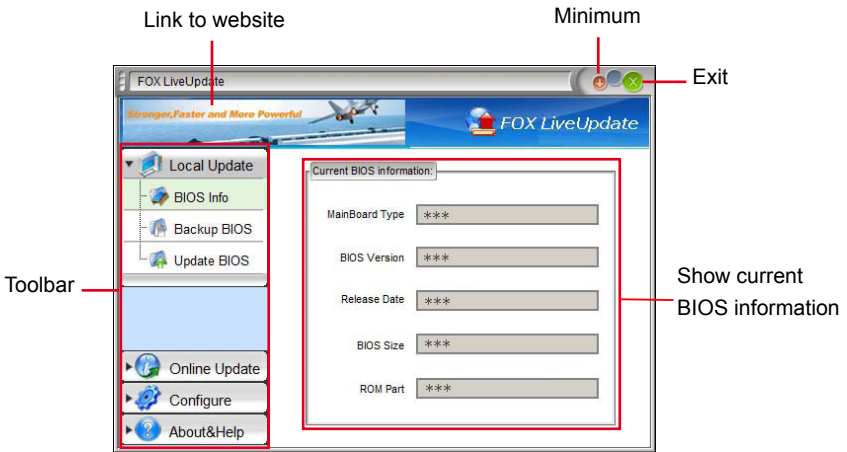 Link to website
Minimum
Exit
FOX LiveUpdate
Stronger,Faster and More Powerful
FOX LiveUpdate
Local Update
BIOS Info
Backup BIOS
Update BIOS
Toolbar
Online Update
Configure
About&Help
Current BIOS information:
MainBoard Type ***
BIOS Version ***
Release Date ***
BIOS Size ***
ROM Part ***
Show current
BIOS information